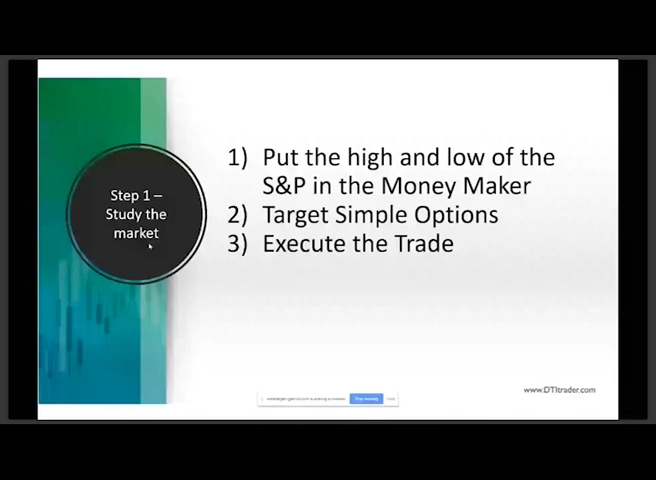 Step 1 –
Study the
market
1) Put the high and low of the
S&P in the Money Maker
2) Target Simple Options
3) Execute the Trade
www.DTItrader.com